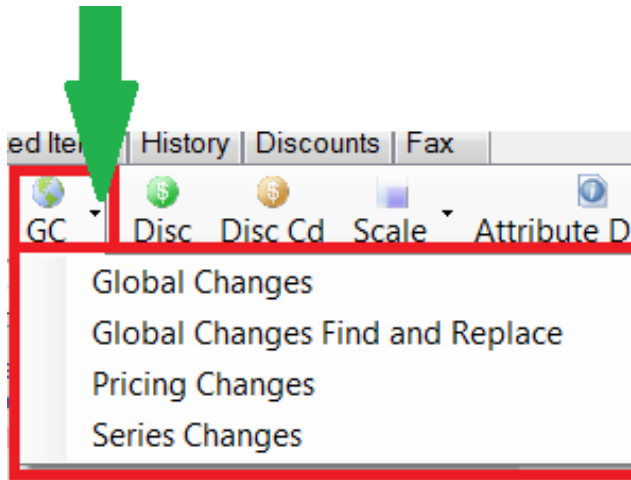 ed Ite History Discounts Fax
GC Disc Disc Cd Scale Attribute D
Global Changes
Global Changes Find and Replace
Pricing Changes
Series Changes